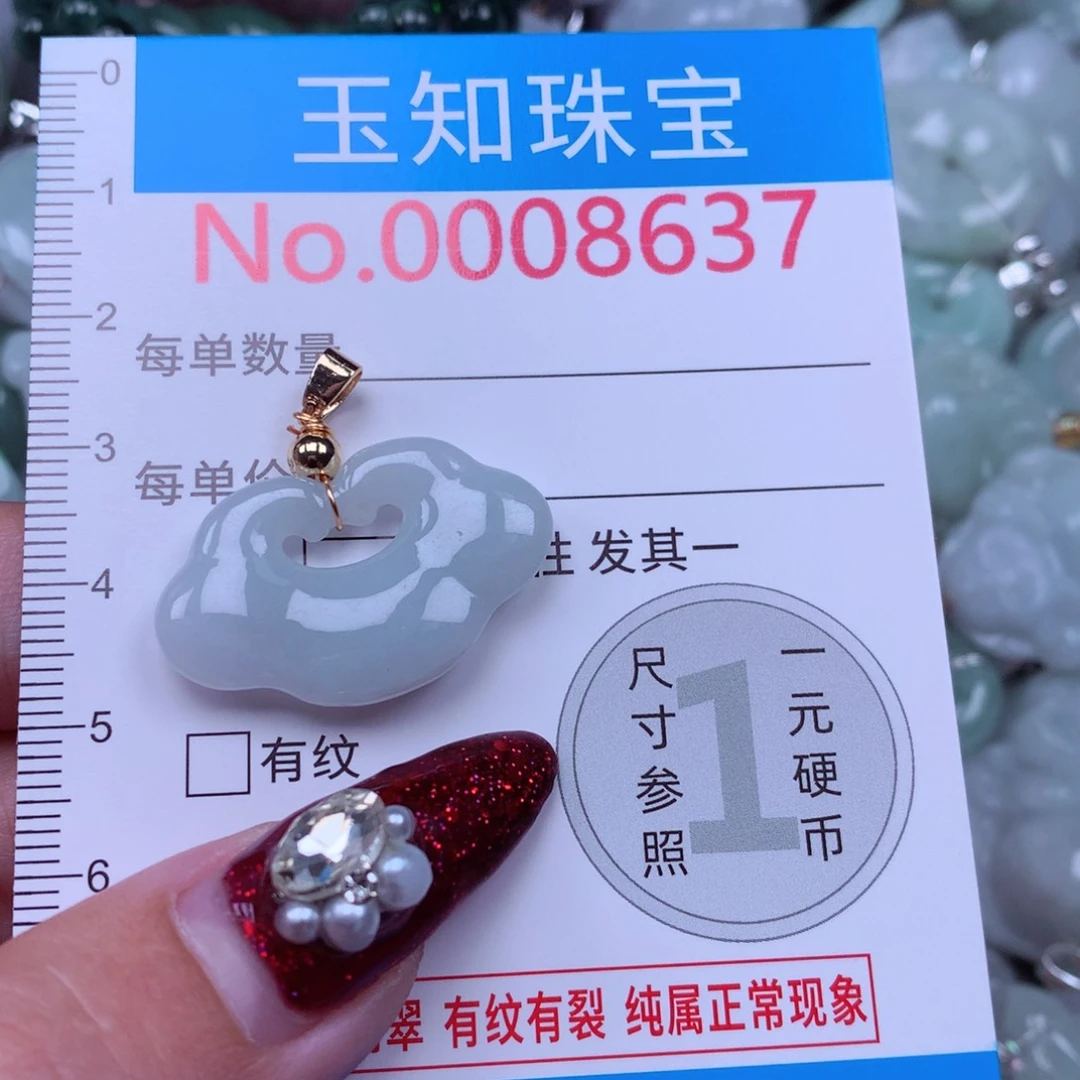 0
玉知珠宝
1
No.0008637
2
每单数量
3
每单价
4
性 发其一
5
有纹
6
尺寸参照
1
一元硬币
翠 有纹有裂 纯属正常现象